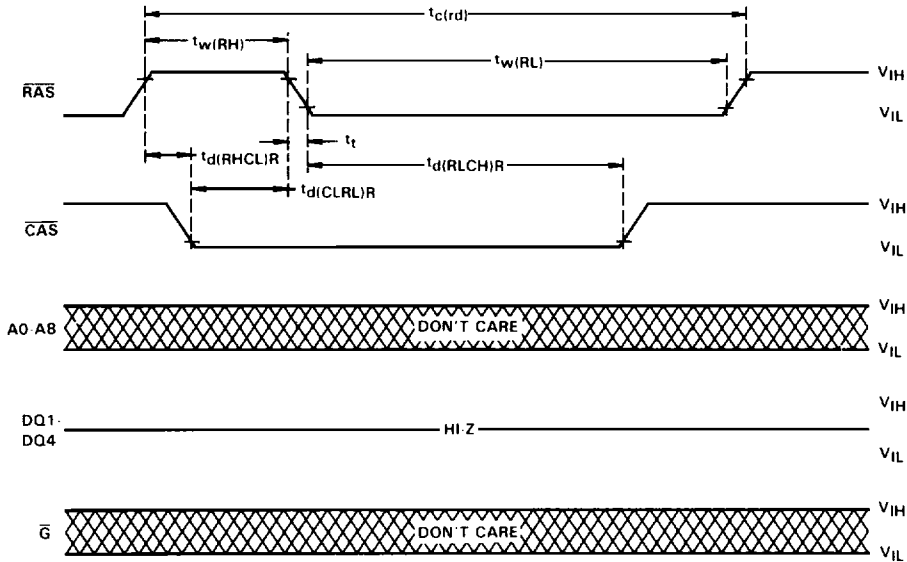 tc(rd)
tw(RH)
tw(RL)
RAS
VIH
VIL
tt
td(RHCL)R
td(RLCH)R
td(CLRL)R
CAS
VIH
VIL
A0-A8
DON'T CARE
VIH
VIL
DQ1-
DQ4
HI-Z
VIH
VIL
G
DON'T CARE
VIH
VIL